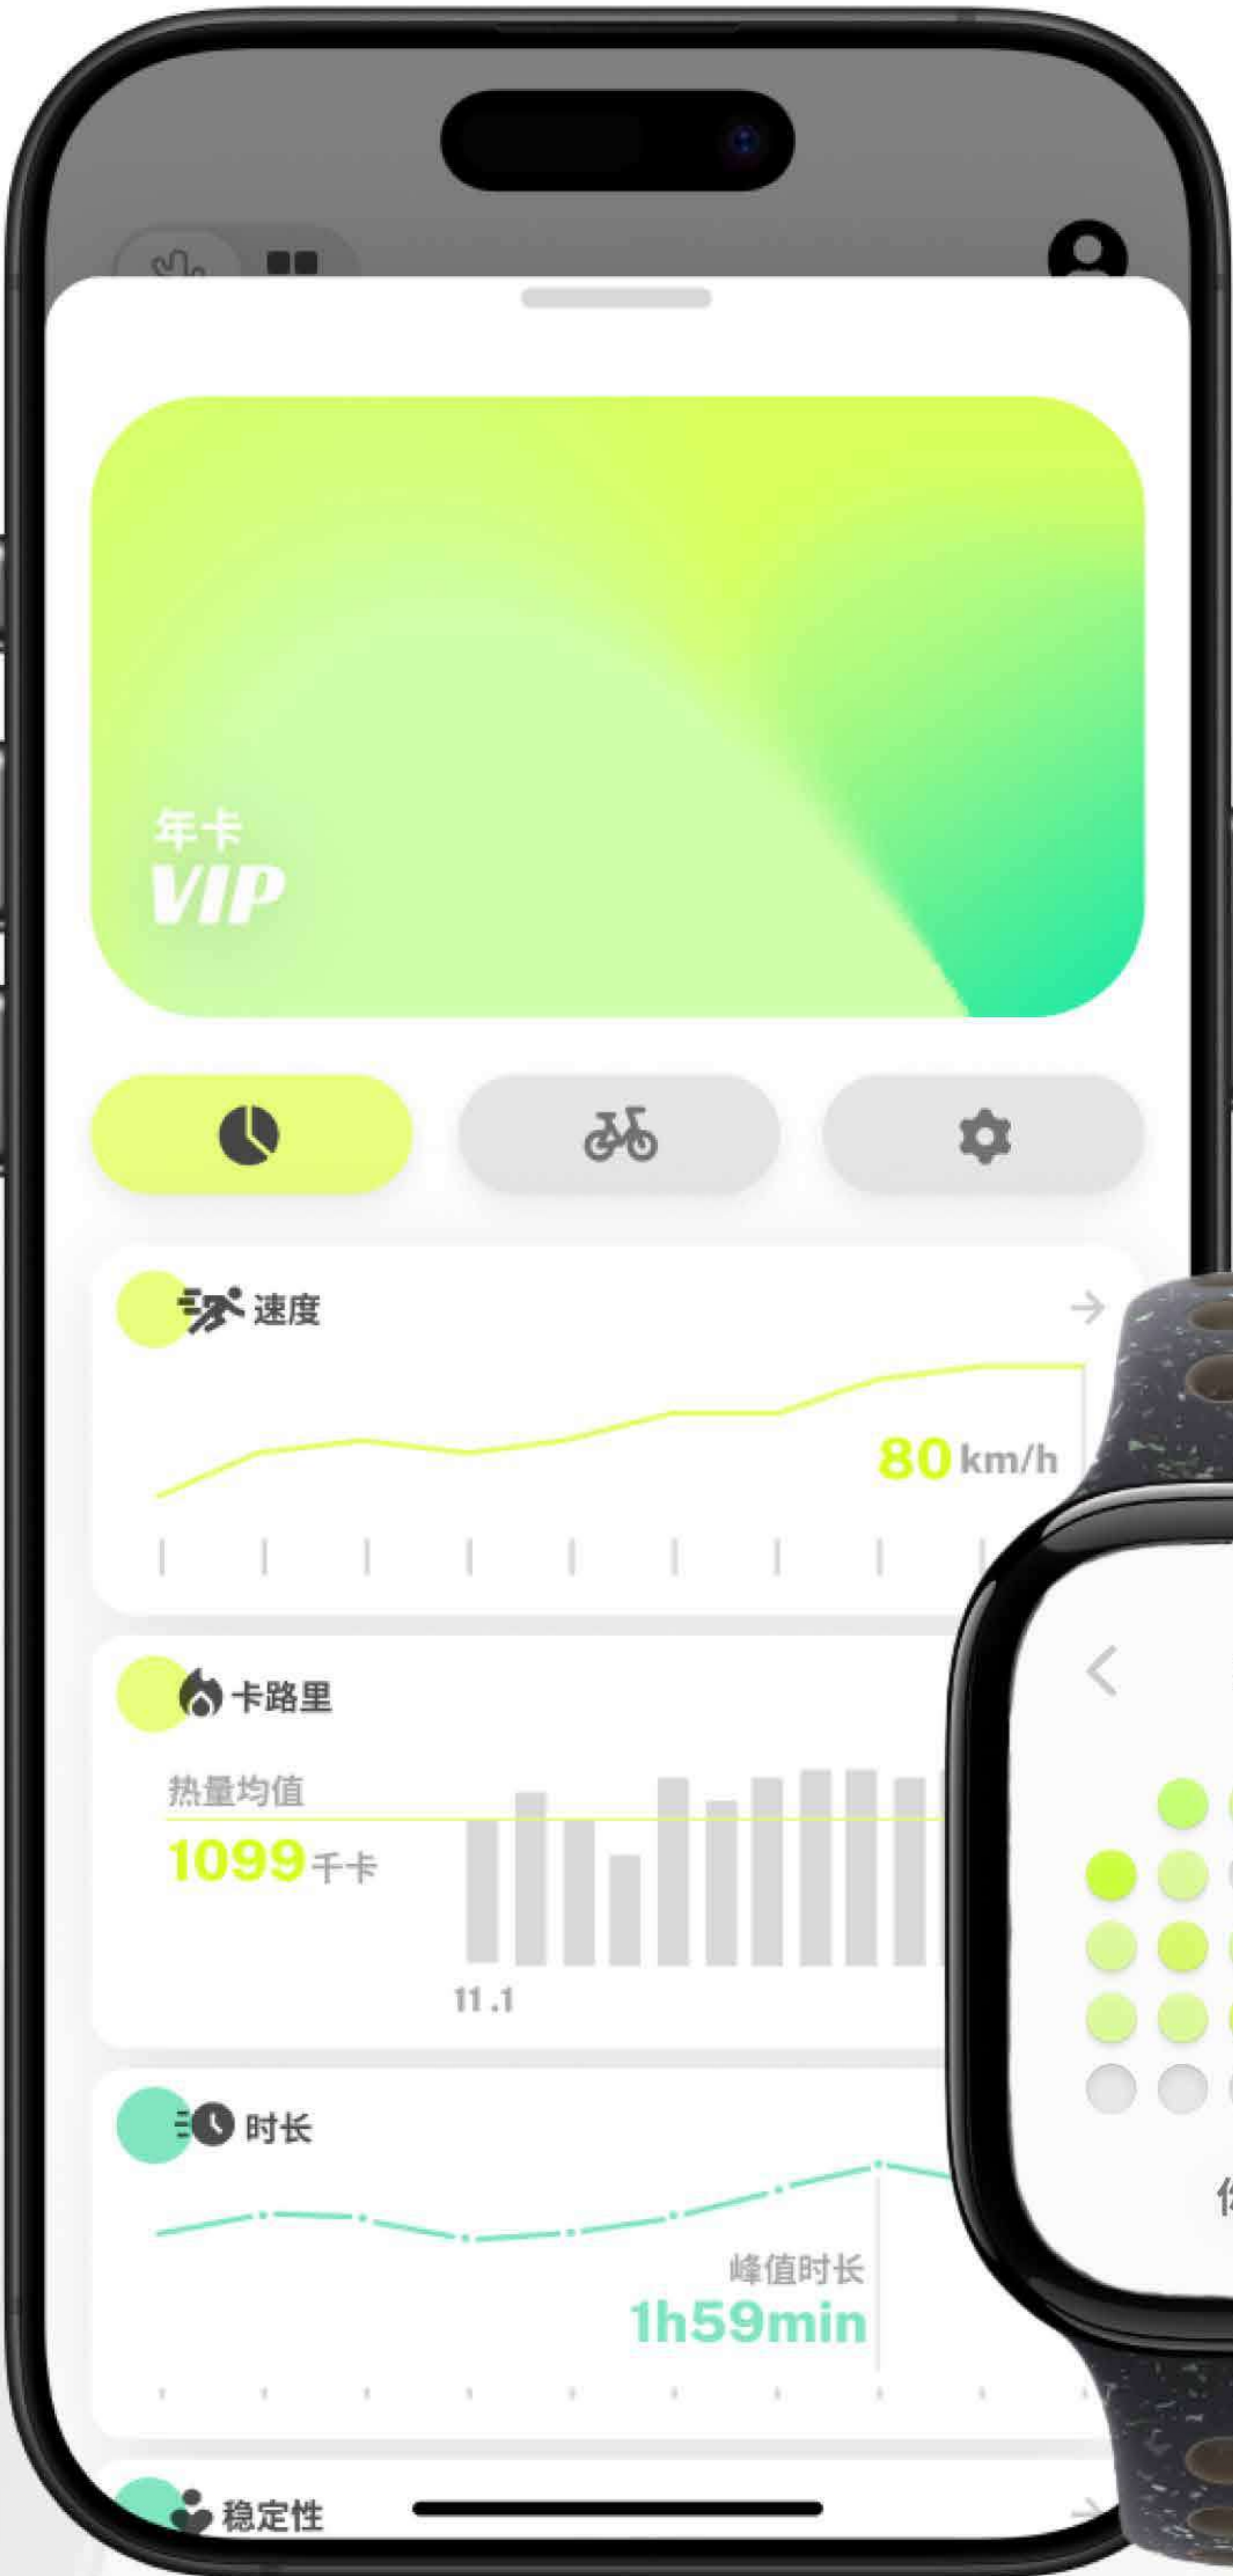 年卡
VIP
速度
80 km/h
卡路里
热量均值
1099 千卡
11.1
时长
峰值时长
1h59min
稳定性